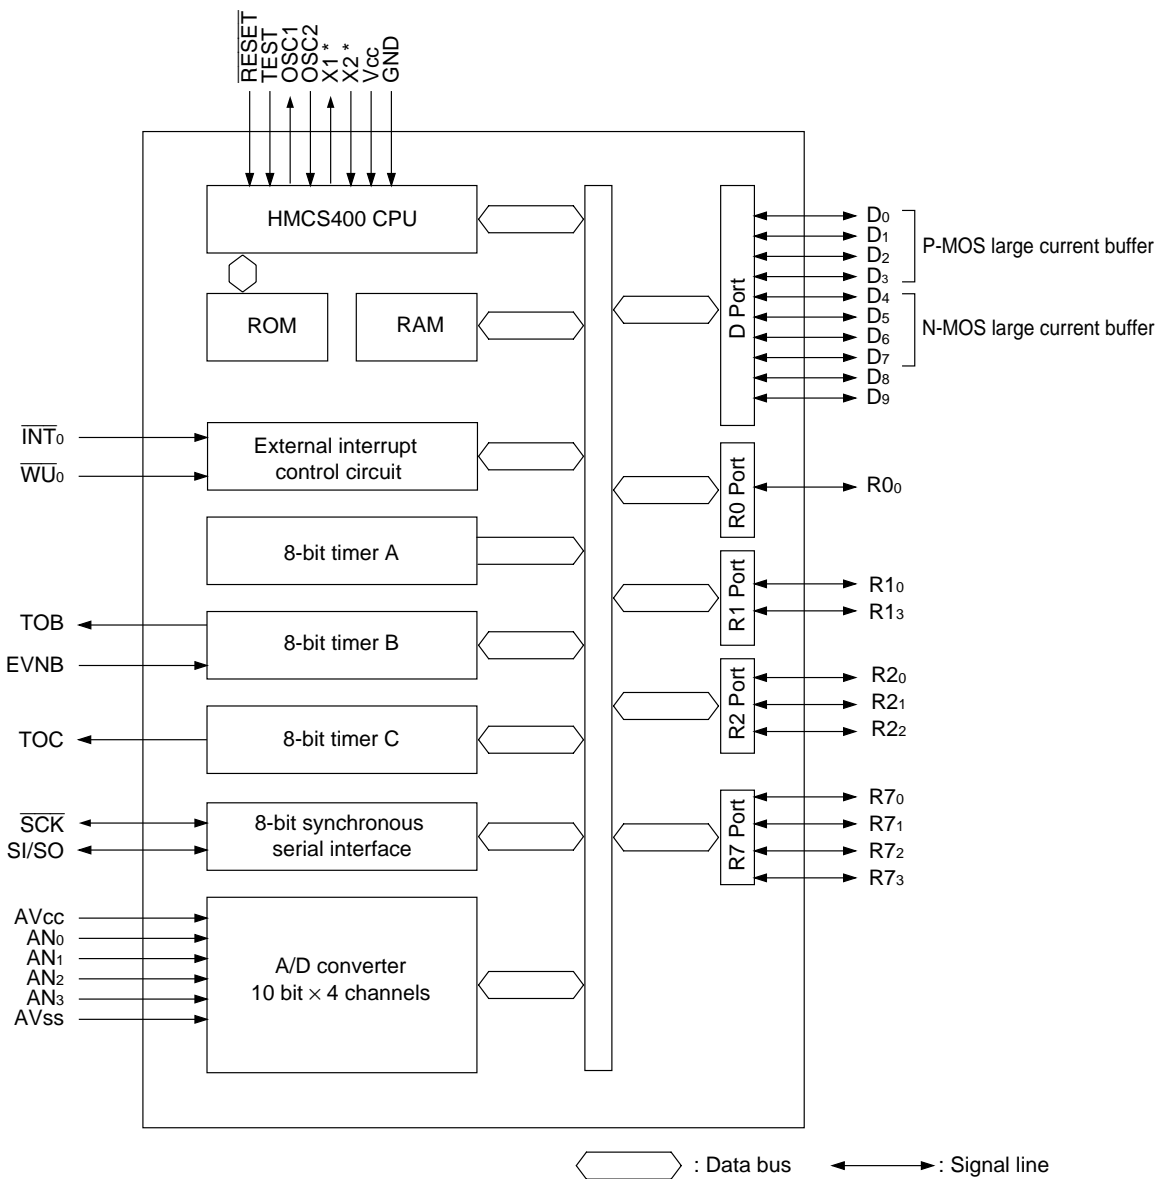 RESET
TEST
OSC1
OSC2
X1 *
X2 *
Vcc
GND
HMCS400 CPU
ROM
RAM
INT0
WU0
External interrupt
control circuit
8-bit timer A
TOB
EVNB
8-bit timer B
TOC
8-bit timer C
SCK
SI/SO
8-bit synchronous
serial interface
AVcc
AN0
AN1
AN2
AN3
AVss
A/D converter
10 bit × 4 channels
D Port
D0
D1
D2
D3
D4
D5
D6
D7
D8
D9
P-MOS large current buffer
N-MOS large current buffer
R0 Port
R00
R1 Port
R10
R13
R2 Port
R20
R21
R22
R7 Port
R70
R71
R72
R73
: Data bus
: Signal line